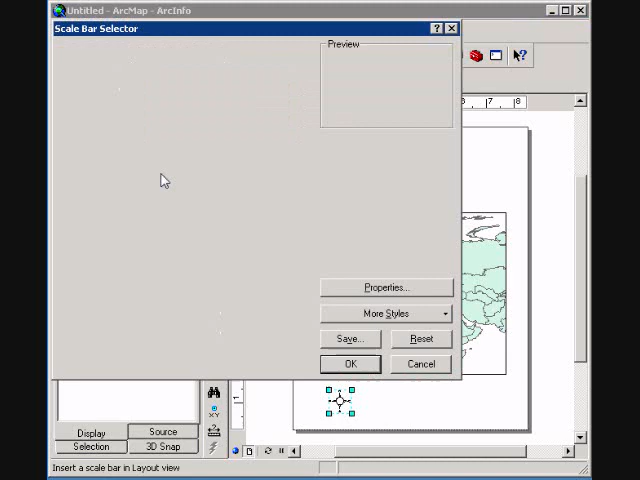 Untitled - ArcMap - ArcInfo
Scale Bar Selector
Preview
7
8
Properties...
More Styles
Save...
Reset
OK
Cancel
XY
1
Display
Source
Selection
3D Snap
Insert a scale bar in Layout view